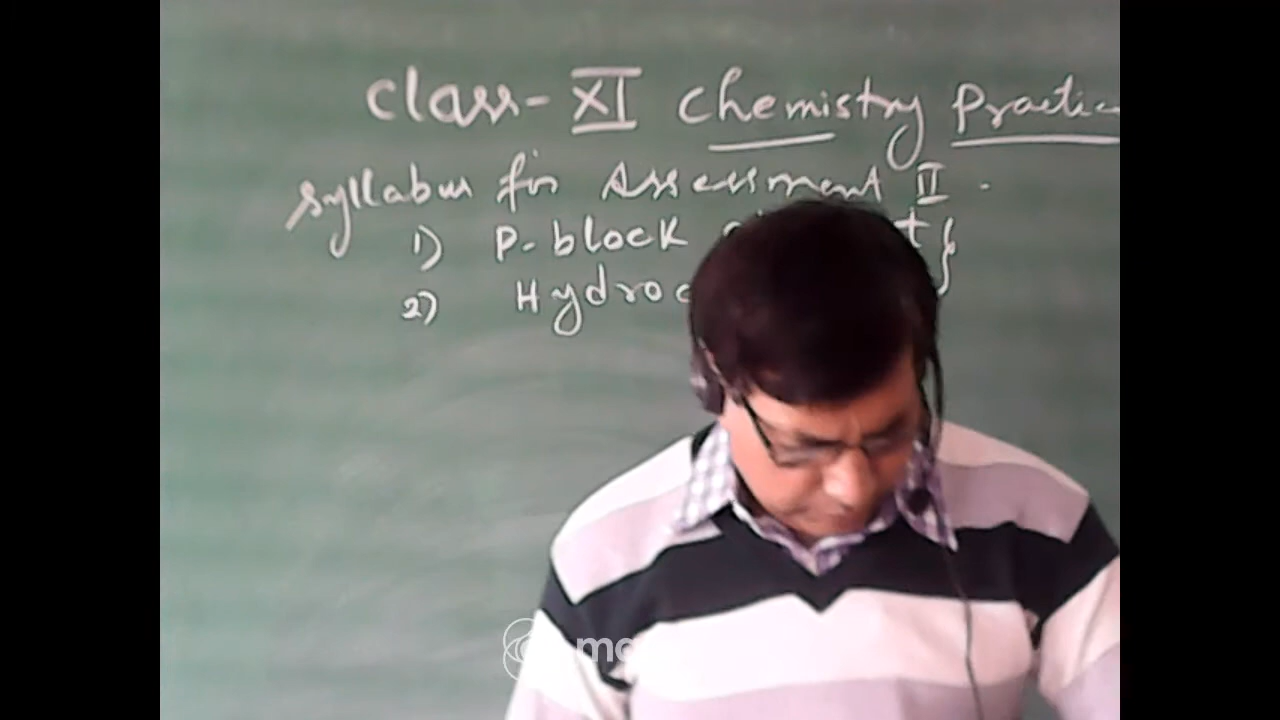 Class- XI Chemistry Practic
Syllabus for Assessment II -
1) P-block
2) Hydroc